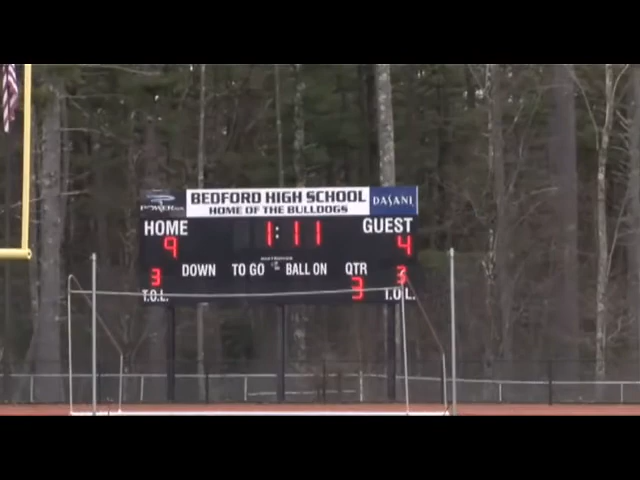 POWER
BEDFORD HIGH SCHOOL
HOME OF THE BULLDOGS
DASANI
HOME 1:11 GUEST
9 4
3 DOWN TO GO BALL ON QTR 3
T.O.L. 3 T.O.L.